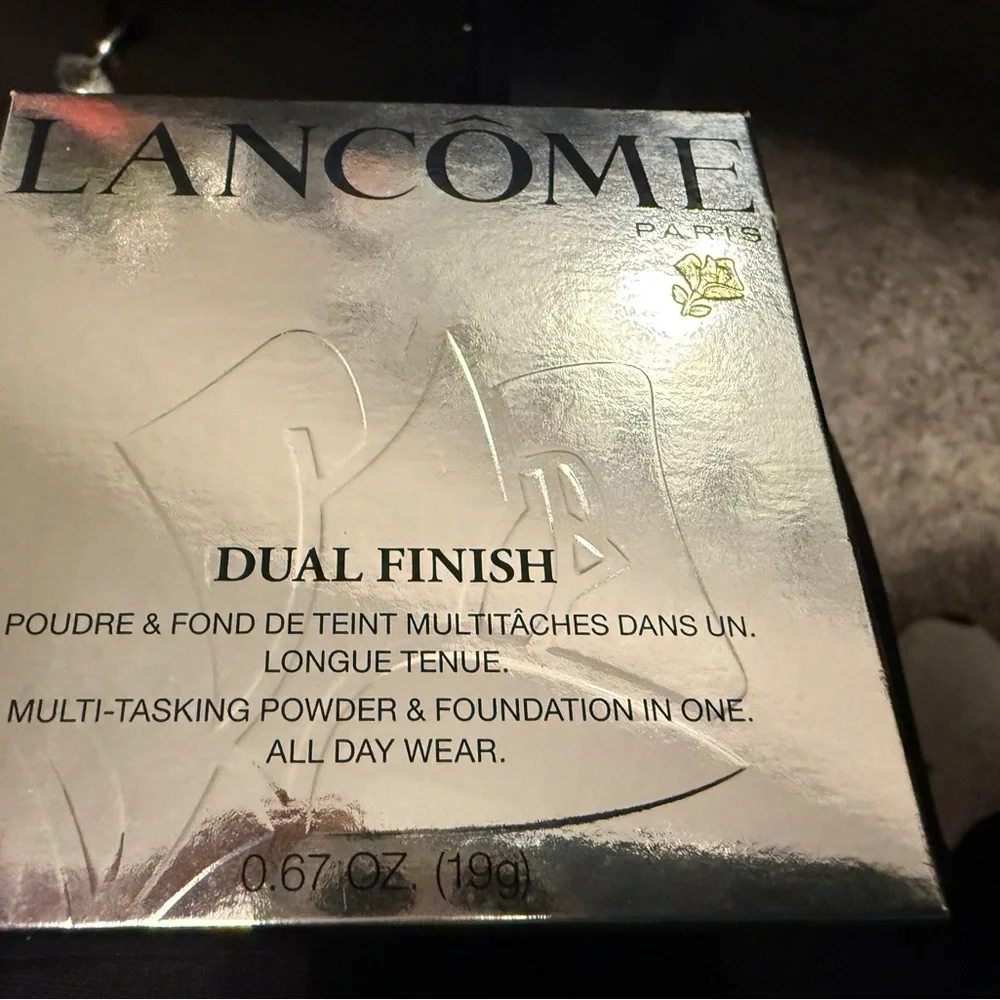 LANCÔME
PARIS
DUAL FINISH
POUDRE & FOND DE TEINT MULTITÂCHES DANS UN.
LONGUE TENUE.
MULTI-TASKING POWDER & FOUNDATION IN ONE.
ALL DAY WEAR.
0.67 OZ. (19g)